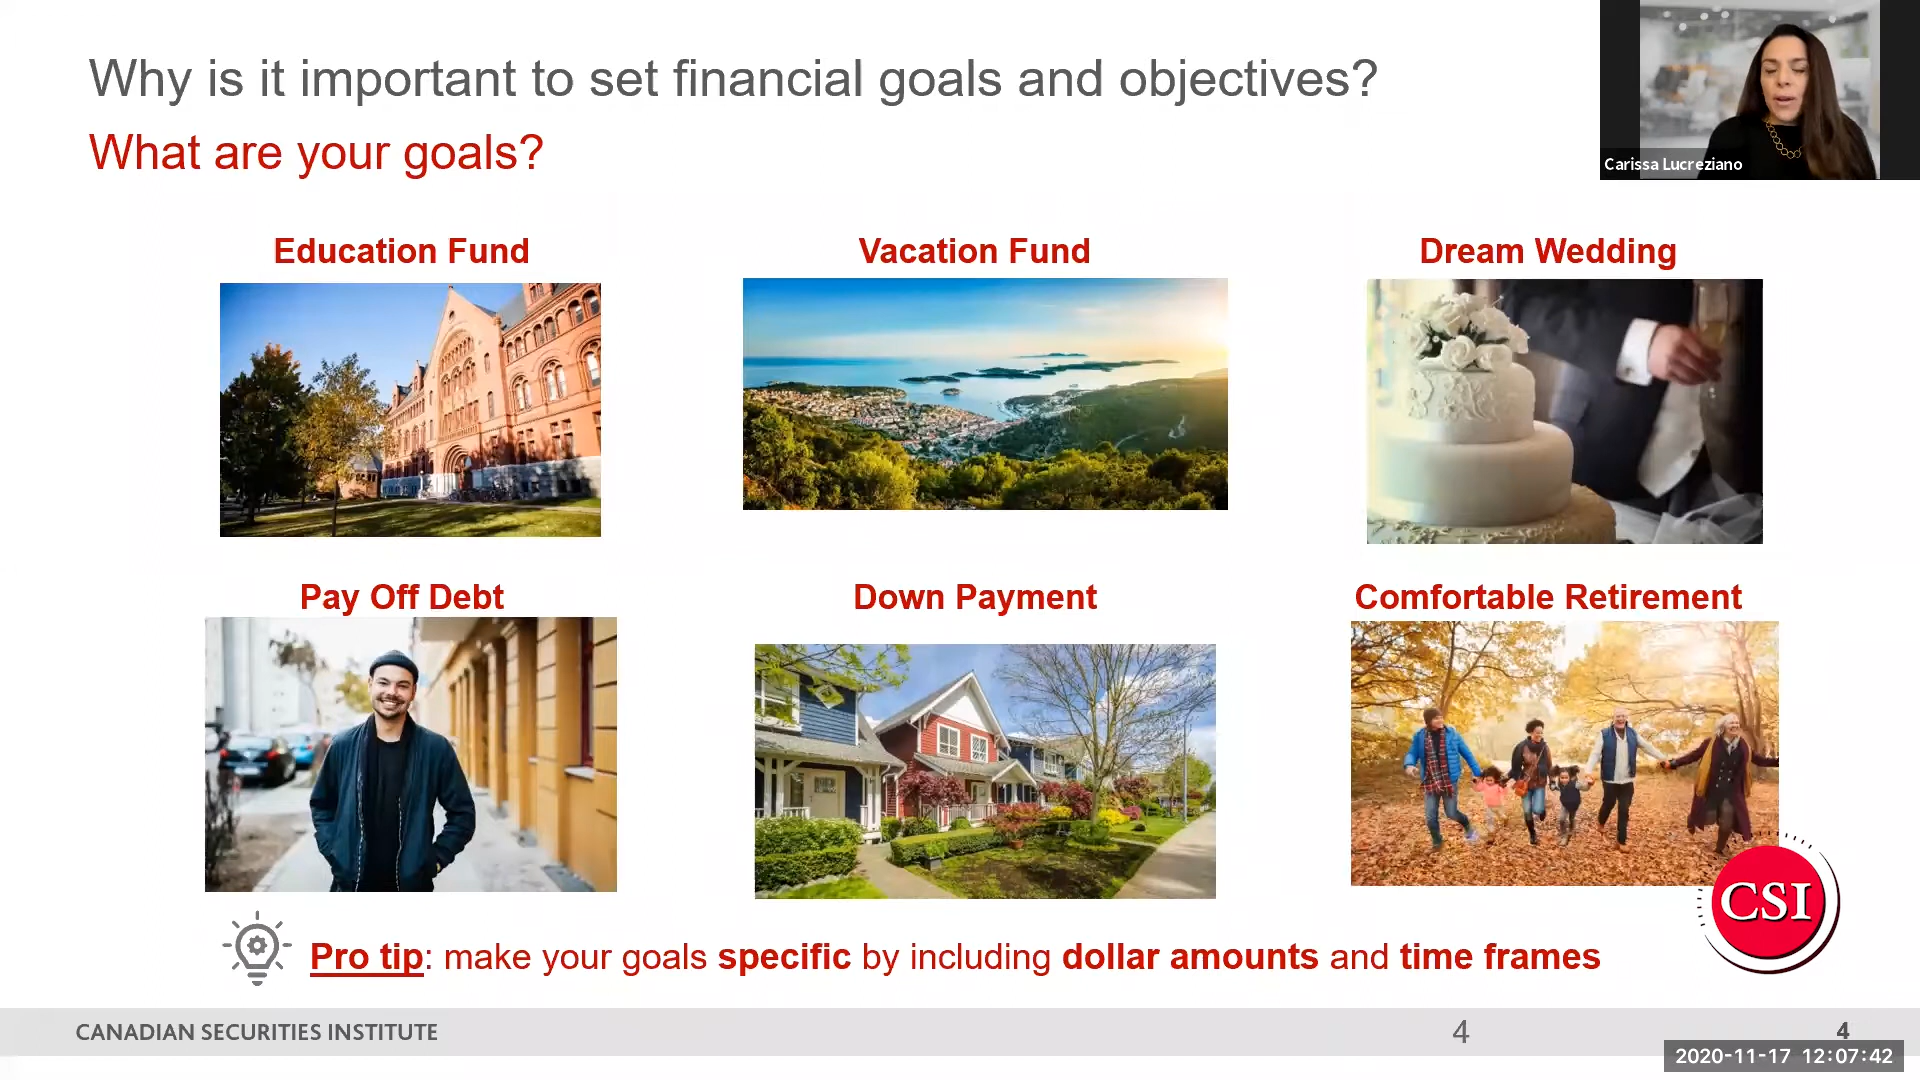 Why is it important to set financial goals and objectives?
What are your goals?
Carissa Lucreziano
Education Fund
Vacation Fund
Dream Wedding
Pay Off Debt
Down Payment
Comfortable Retirement
CSI
Pro tip: make your goals specific by including dollar amounts and time frames
CANADIAN SECURITIES INSTITUTE
4
4
2020-11-17 12:07:42